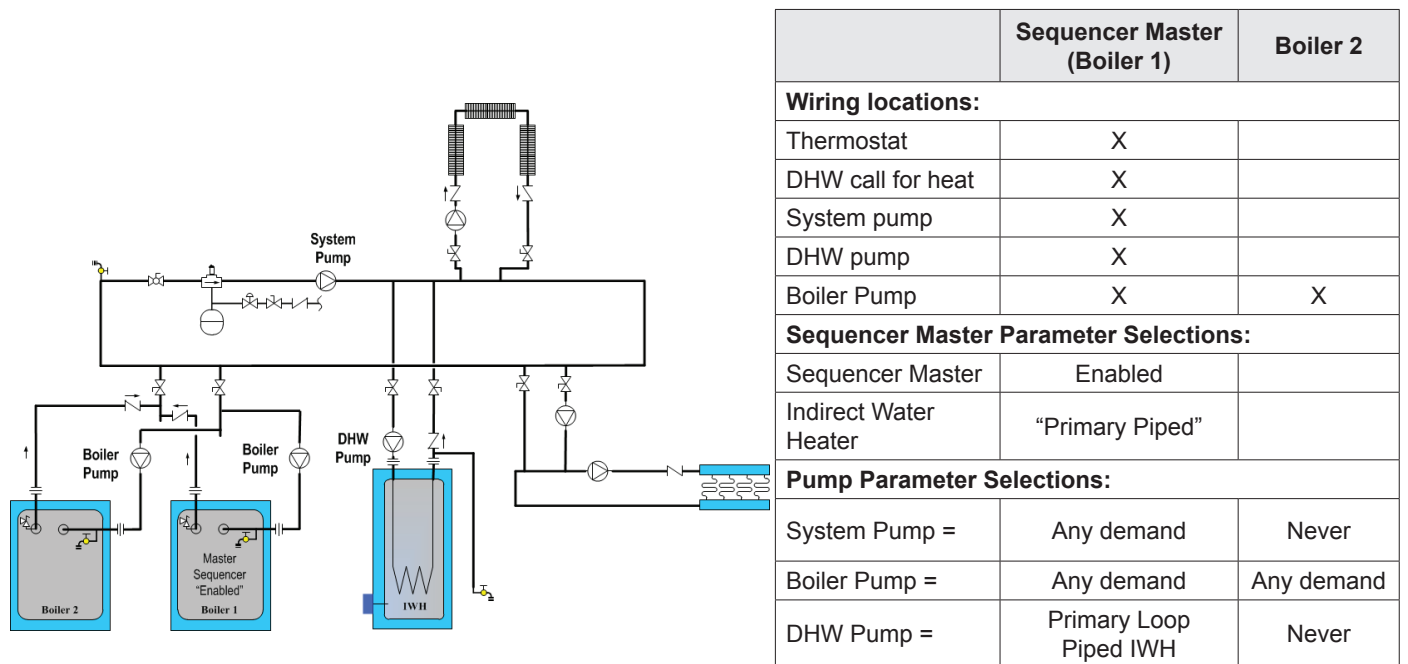 System
Pump
Boiler
Pump
Boiler
Pump
DHW
Pump
Master
Sequencer
“Enabled”
Boiler 2
Boiler 1
IWH
Sequencer Master
(Boiler 1)
Boiler 2
Wiring locations:
Thermostat X
DHW call for heat X
System pump X
DHW pump X
Boiler Pump X X
Sequencer Master Parameter Selections:
Sequencer Master Enabled
Indirect Water
Heater
“Primary Piped”
Pump Parameter Selections:
System Pump = Any demand Never
Boiler Pump = Any demand Any demand
DHW Pump = Primary Loop
Piped IWH
Never